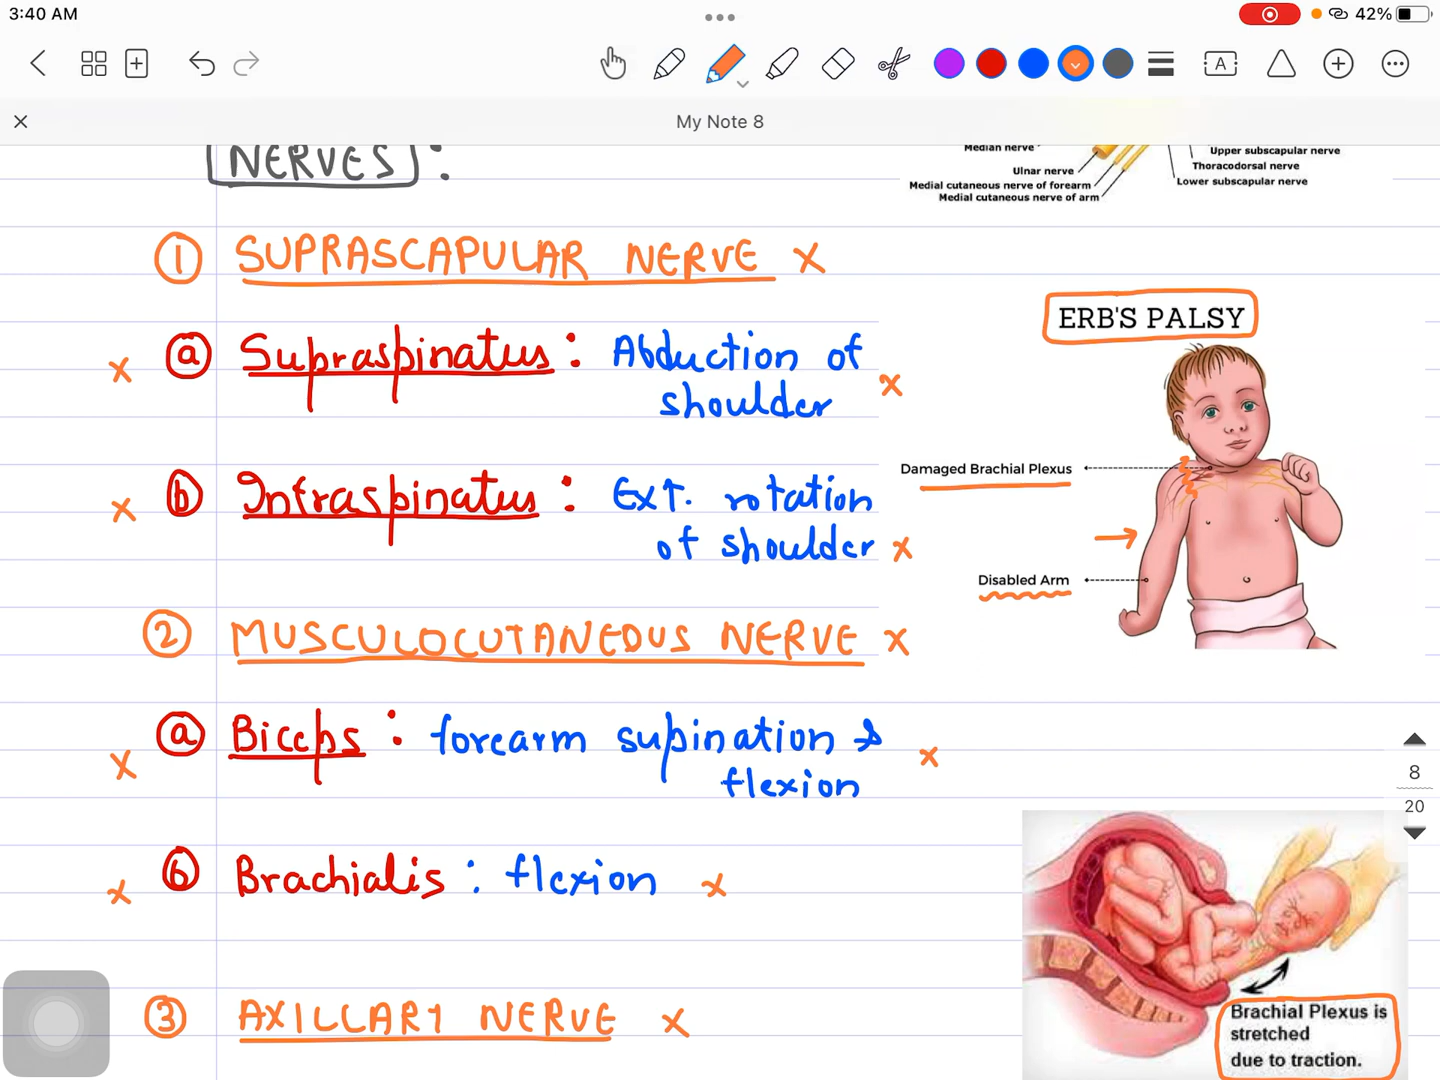 3:40 AM
42%
My Note 8
NERVES :
Median nerve
Ulnar nerve
Medial cutaneous nerve of forearm
Medial cutaneous nerve of arm
Upper subscapular nerve
Thoracodorsal nerve
Lower subscapular nerve
① SUPRASCAPULAR NERVE X
X ⓐ Supraspinatus : Abduction of
shoulder X
X ⓑ Infraspinatus : Ext. rotation
of shoulder X
② MUSCULOCUTANEOUS NERVE X
X ⓐ Biceps : forearm supination &
flexion X
X ⓑ Brachialis : flexion X
③ AXILLARY NERVE X
ERB'S PALSY
Damaged Brachial Plexus
Disabled Arm
8
20
Brachial Plexus is
stretched
due to traction.